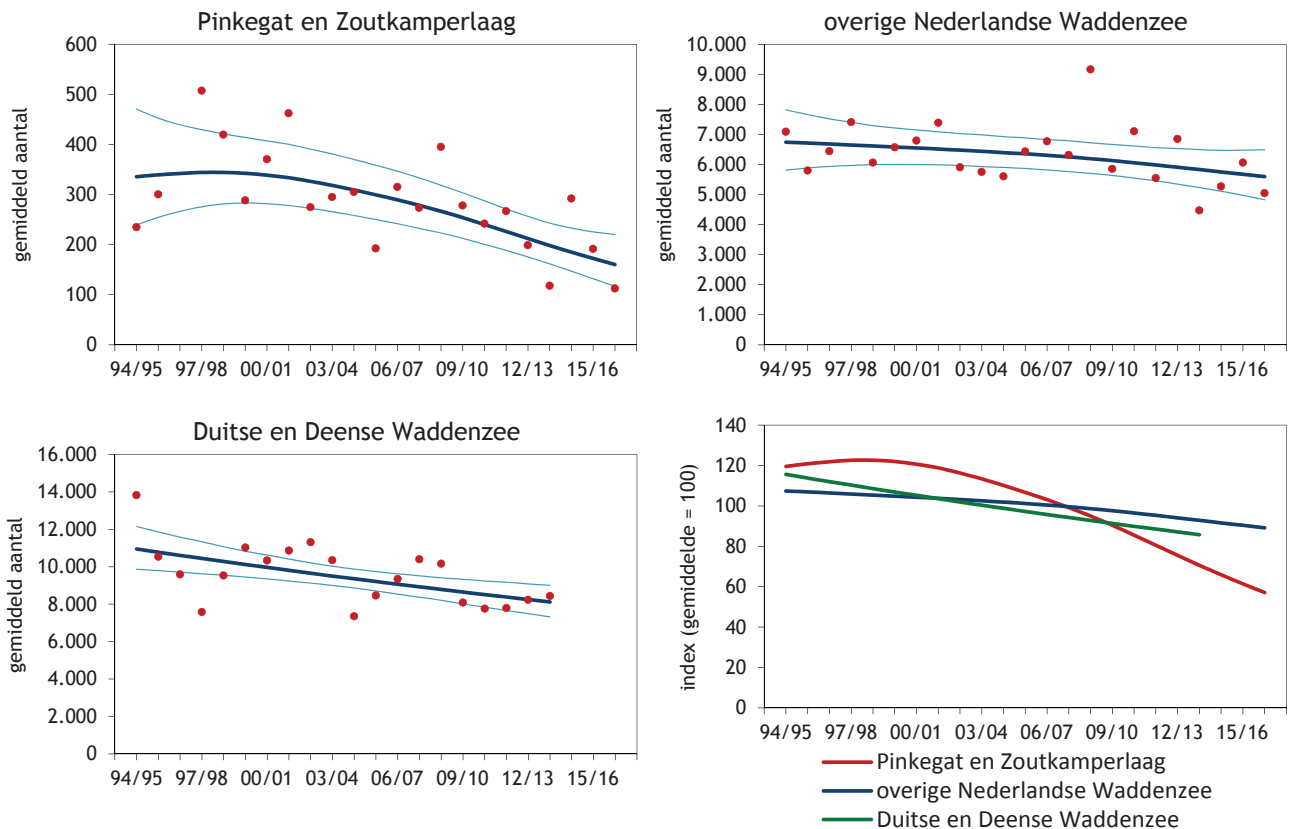 Pinkegat en Zoutkamperlaag
gemiddeld aantal
600
500
400
300
200
100
0
94/95 97/98 00/01 03/04 06/07 09/10 12/13 15/16
overige Nederlandse Waddenzee
gemiddeld aantal
10.000
9.000
8.000
7.000
6.000
5.000
4.000
3.000
2.000
1.000
0
94/95 97/98 00/01 03/04 06/07 09/10 12/13 15/16
Duitse en Deense Waddenzee
gemiddeld aantal
16.000
14.000
12.000
10.000
8.000
6.000
4.000
2.000
0
94/95 97/98 00/01 03/04 06/07 09/10 12/13 15/16
index (gemiddelde = 100)
140
120
100
80
60
40
20
0
94/95 97/98 00/01 03/04 06/07 09/10 12/13 15/16
Pinkegat en Zoutkamperlaag
overige Nederlandse Waddenzee
Duitse en Deense Waddenzee